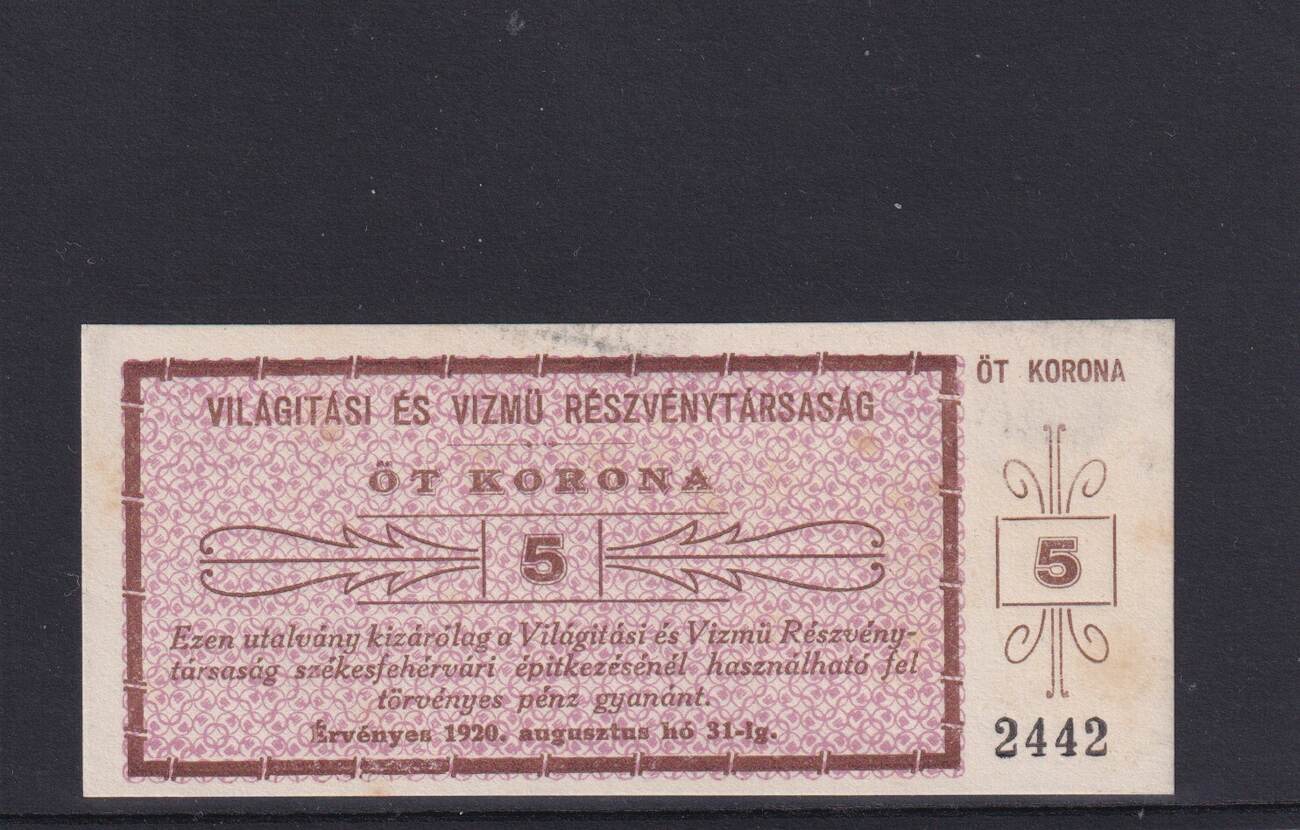 VILÁGITÁSI ÉS VIZMÜ RÉSZVÉNYTÁRSASÁG
ÖT KORONA
5
Ezen utalvány kizárólag a Világitási és Vizmü Részvény-
társaság székesfehérvári épitkezésénél használható fel
törvényes pénz gyanánt.
Érvényes 1920. augusztus hó 31-ig.
ÖT KORONA
5
2442